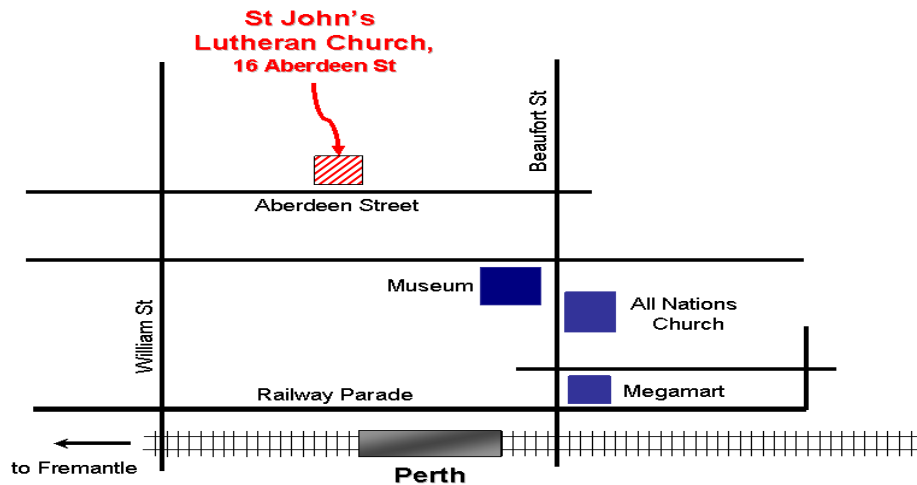 St John's
Lutheran Church,
16 Aberdeen St
Beaufort St
Aberdeen Street
Museum
All Nations
Church
William St
Railway Parade
Megamart
to Fremantle
Perth